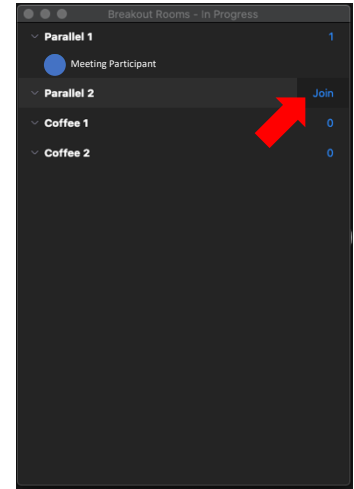 Breakout Rooms - In Progress
Parallel 1 1
Meeting Participant
Parallel 2 Join
Coffee 1 0
Coffee 2 0